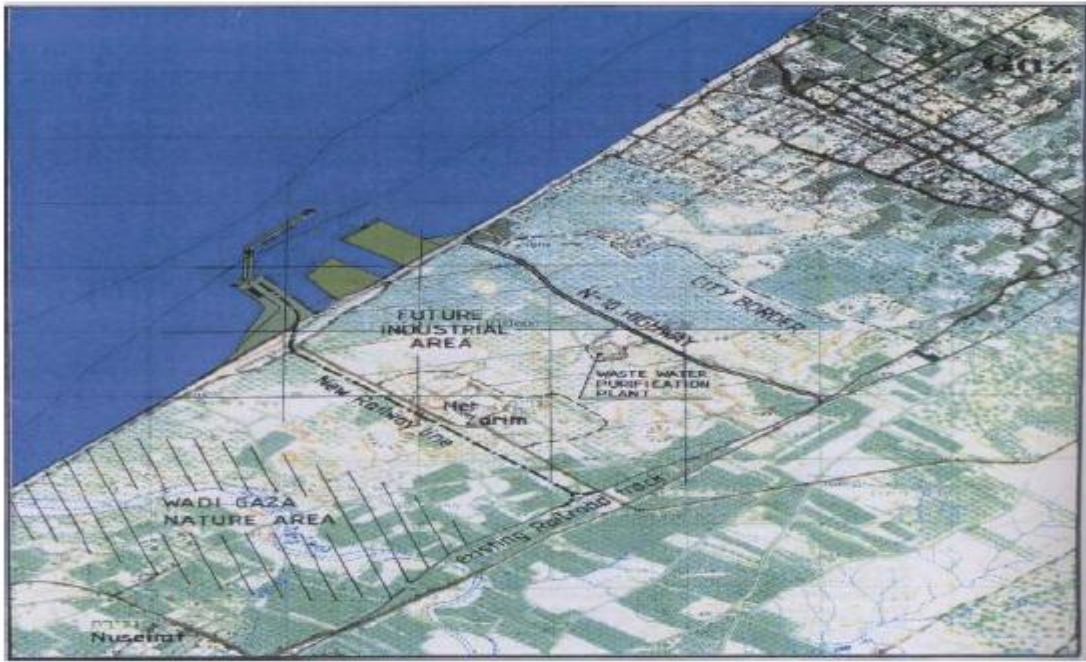 Gaz
CITY BORDER
N-10 HIGHWAY
FUTURE
INDUSTRIAL
AREA
WASTE WATER
PURIFICATION
PLANT
New Railway line
Net
Zarim
WADI GAZA
NATURE AREA
Existing Railroad Track
Nuseirat